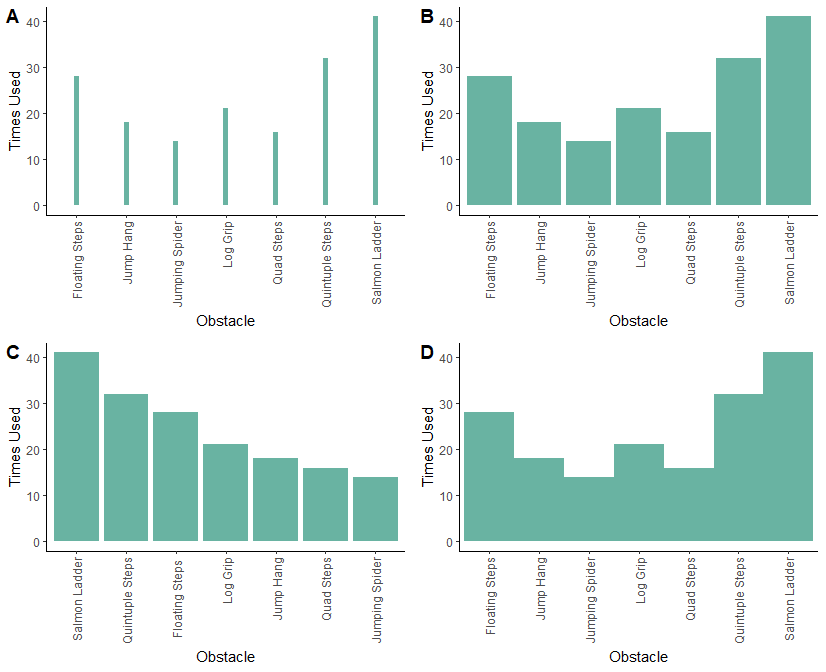 A
Times Used
40
30
20
10
0
Floating Steps
Jump Hang
Jumping Spider
Log Grip
Quad Steps
Quintuple Steps
Salmon Ladder
Obstacle
B
Times Used
40
30
20
10
0
Floating Steps
Jump Hang
Jumping Spider
Log Grip
Quad Steps
Quintuple Steps
Salmon Ladder
Obstacle
C
Times Used
40
30
20
10
0
Salmon Ladder
Quintuple Steps
Floating Steps
Log Grip
Jump Hang
Quad Steps
Jumping Spider
Obstacle
D
Times Used
40
30
20
10
0
Floating Steps
Jump Hang
Jumping Spider
Log Grip
Quad Steps
Quintuple Steps
Salmon Ladder
Obstacle